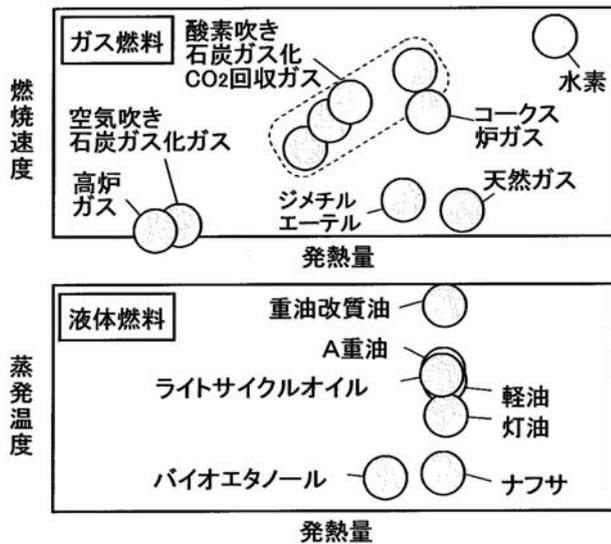 ガス燃料
酸素吹き
石炭ガス化
CO2回収ガス
水素
空気吹き
石炭ガス化ガス
コークス
炉ガス
高炉
ガス
ジメチル
エーテル
天然ガス
燃焼速度
発熱量
液体燃料
重油改質油
A重油
ライトサイクルオイル
軽油
灯油
バイオエタノール
ナフサ
蒸発温度
発熱量